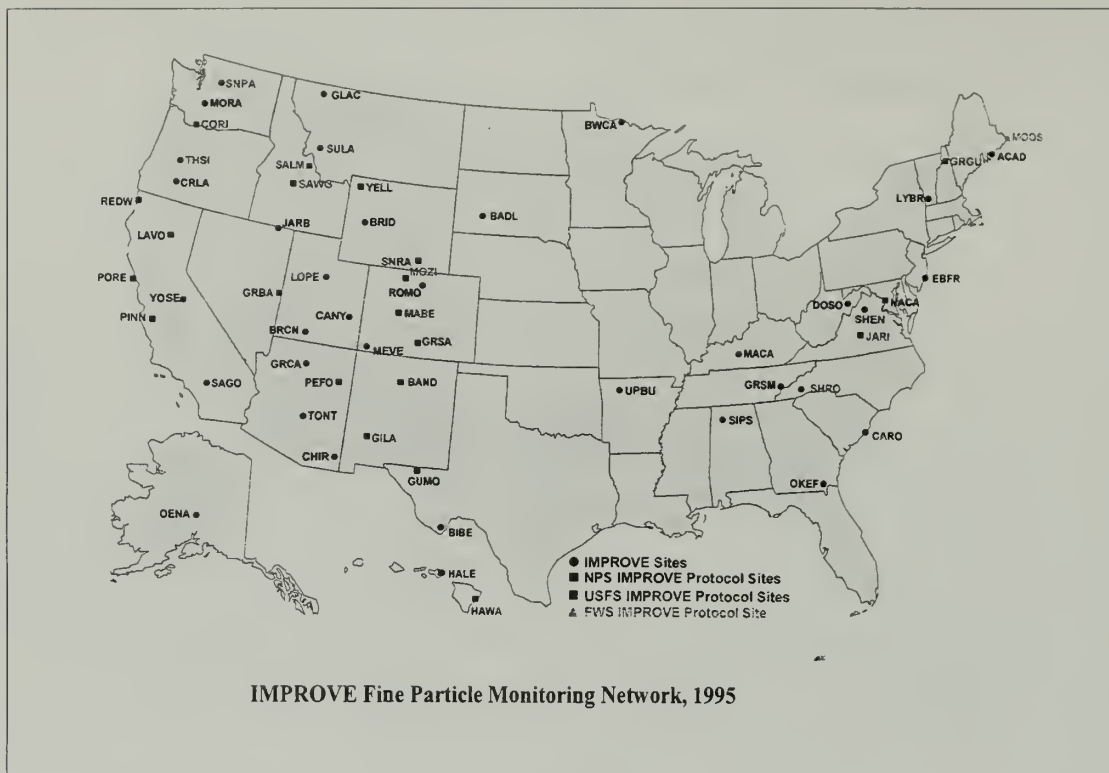 SNPA
GLAC
MORA
BWCA
CORI
MOOS
SULA
THSI
SALM
GRGU
ACAD
CRLA
SAWG
YELL
REDW
LYBR
BADL
BRID
JARB
LAVO
SNRA
MOZI
PORE
LOPE
EBFR
ROMO
YOSE
GRBA
DOSO
NACA
SHEN
PINN
CANY
MABE
BRCN
JARI
MEVE
GRSA
MACA
GRCA
SAGO
PEFO
BAND
UPBU
GRSM
SHRO
TONT
SIPS
GILA
CARO
CHIR
GUMO
OKEF
OENA
BIBE
IMPROVE Sites
HALE
NPS IMPROVE Protocol Sites
USFS IMPROVE Protocol Sites
HAWA
FWS IMPROVE Protocol Site
IMPROVE Fine Particle Monitoring Network, 1995